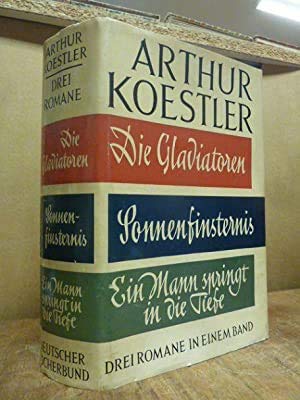 ARTHUR
KOESTLER
DREI
ROMANE
Die
Gladiatoren
Sonnen-
finsternis
Ein Mann
springt in
die Tiefe
DEUTSCHER
BÜCHERBUND
ARTHUR
KOESTLER
Die Gladiatoren
Sonnenfinsternis
Ein Mann springt
in die Tiefe
DREI ROMANE IN EINEM BAND